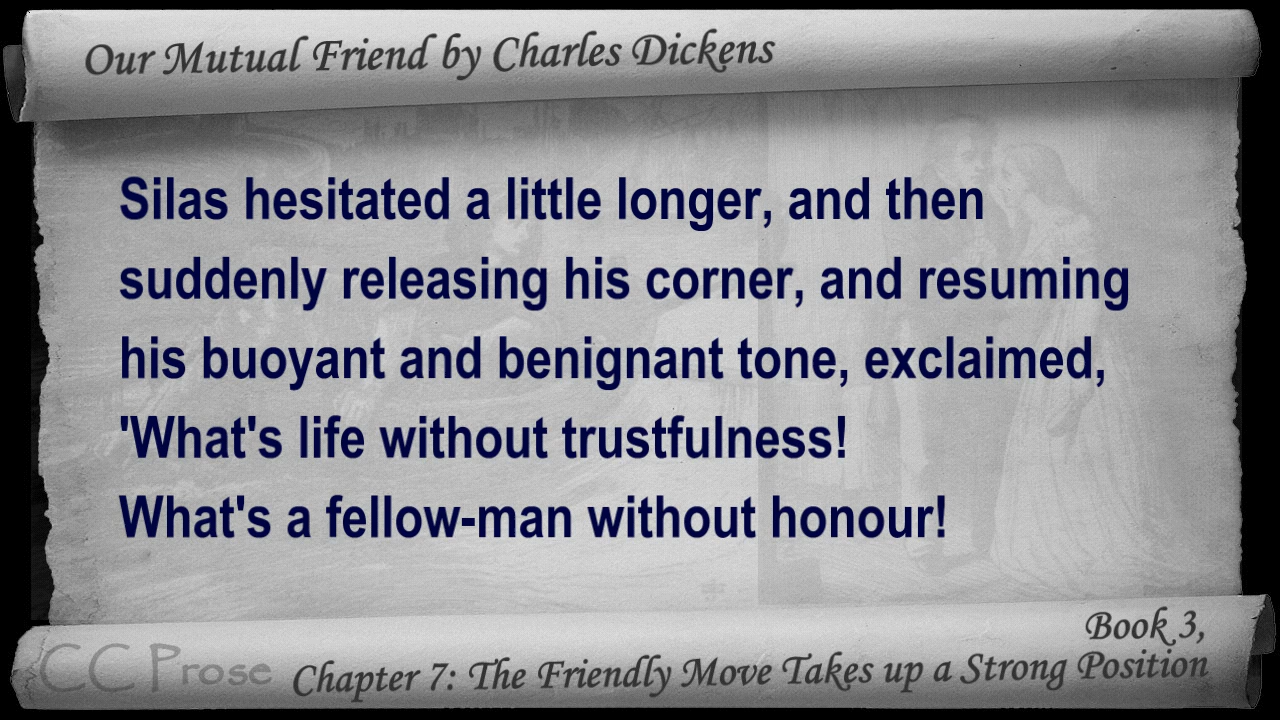 Our Mutual Friend by Charles Dickens
Silas hesitated a little longer, and then
suddenly releasing his corner, and resuming
his buoyant and benignant tone, exclaimed,
'What's life without trustfulness!
What's a fellow-man without honour!
Book 3,
CC Prose
Chapter 7: The Friendly Move Takes up a Strong Position